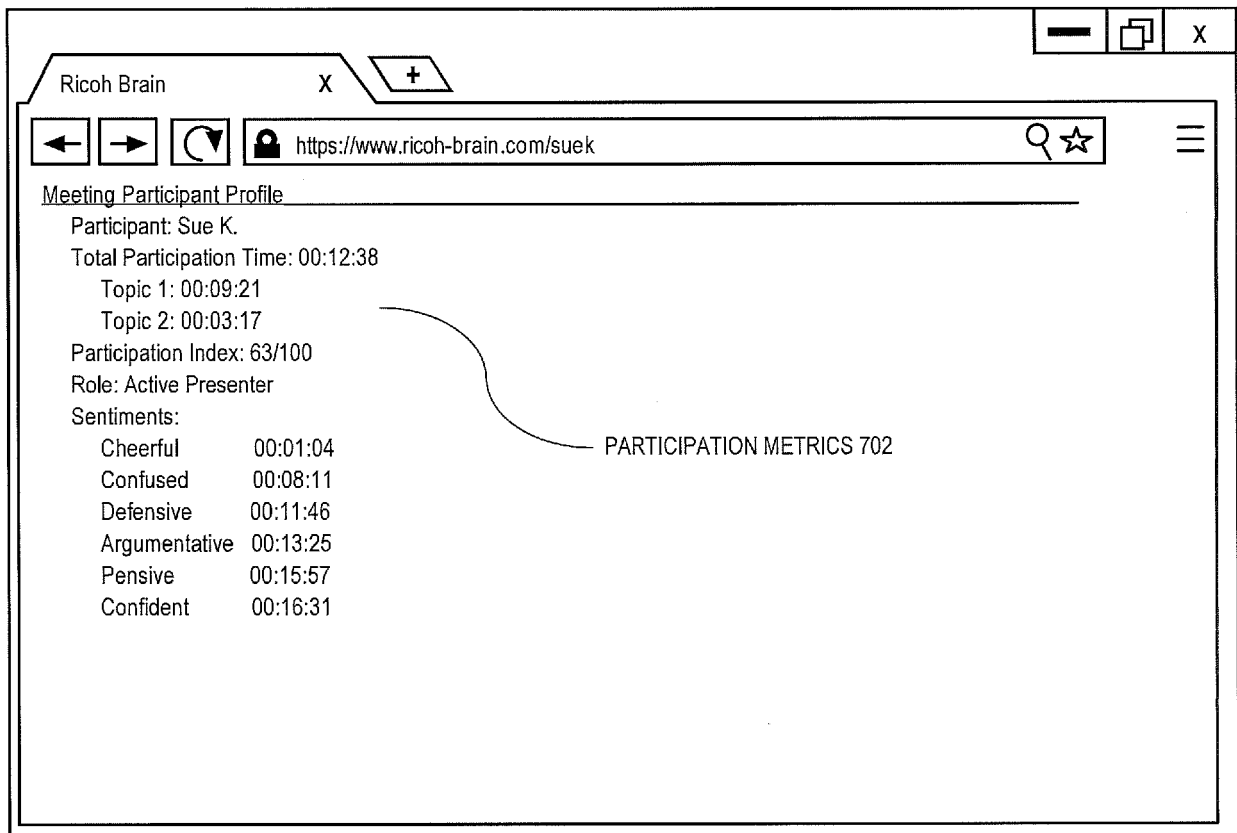 X
Ricoh Brain X +
https://www.ricoh-brain.com/suek
Meeting Participant Profile
Participant: Sue K.
Total Participation Time: 00:12:38
Topic 1: 00:09:21
Topic 2: 00:03:17
Participation Index: 63/100
Role: Active Presenter
Sentiments:
Cheerful 00:01:04
PARTICIPATION METRICS 702
Confused 00:08:11
Defensive 00:11:46
Argumentative 00:13:25
Pensive 00:15:57
Confident 00:16:31